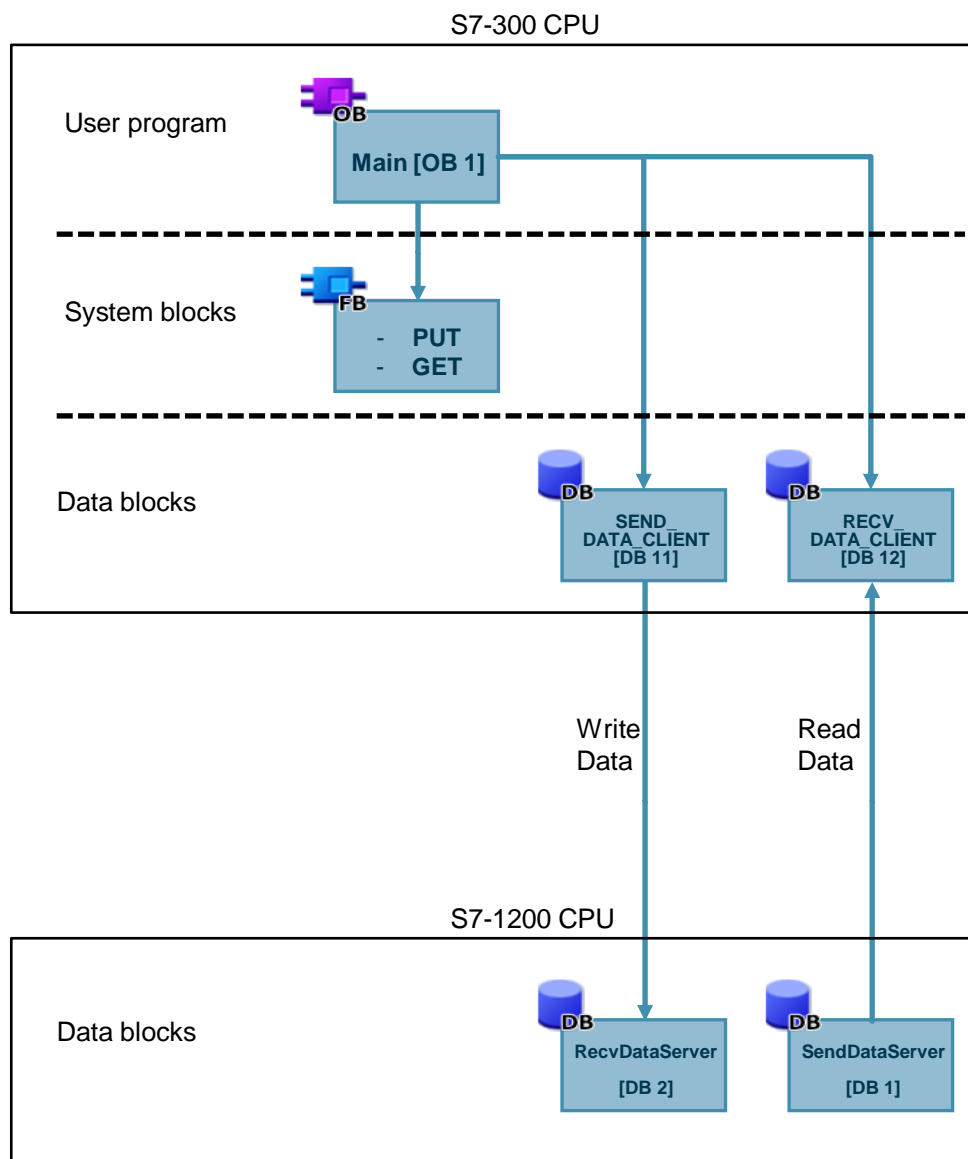 S7-300 CPU
User program
OB
Main [OB 1]
System blocks
FB
- PUT
- GET
Data blocks
DB
SEND_
DATA_CLIENT
[DB 11]
DB
RECV_
DATA_CLIENT
[DB 12]
Write
Data
Read
Data
S7-1200 CPU
Data blocks
DB
RecvDataServer
[DB 2]
DB
SendDataServer
[DB 1]